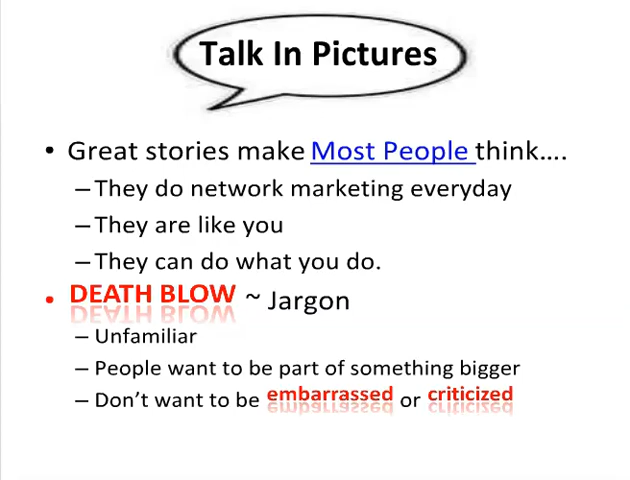 Talk In Pictures
• Great stories make Most People think....
– They do network marketing everyday
– They are like you
– They can do what you do.
• DEATH BLOW ~ Jargon
– Unfamiliar
– People want to be part of something bigger
– Don't want to be embarrassed or criticized